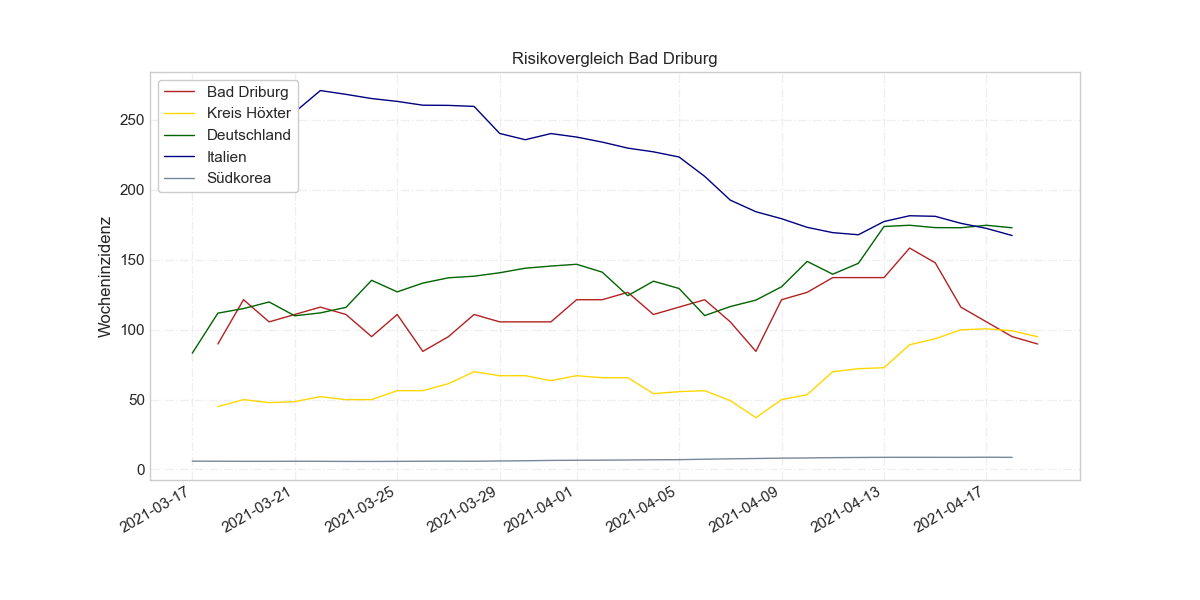 Risikovergleich Bad Driburg
Bad Driburg
Kreis Höxter
Deutschland
Italien
Südkorea
Wocheninzidenz
250
200
150
100
50
0
2021-03-17
2021-03-21
2021-03-25
2021-03-29
2021-04-01
2021-04-05
2021-04-09
2021-04-13
2021-04-17